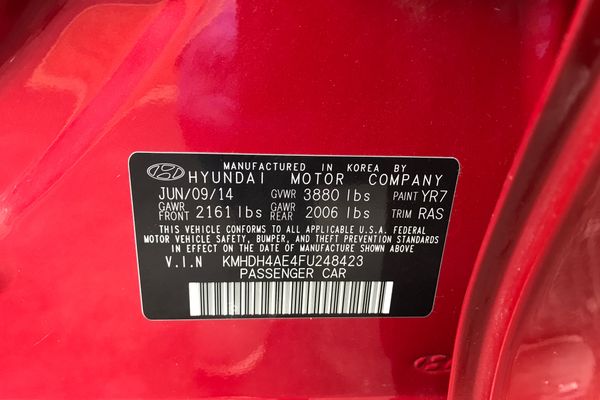 MANUFACTURED IN KOREA BY
HYUNDAI MOTOR COMPANY
JUN/09/14 GVWR 3880 lbs PAINT YR7
GAWR FRONT 2161 lbs GAWR REAR 2006 lbs TRIM RAS
THIS VEHICLE CONFORMS TO ALL APPLICABLE U.S.A. FEDERAL
MOTOR VEHICLE SAFETY, BUMPER, AND THEFT PREVENTION
STANDARDS IN EFFECT ON THE DATE OF MANUFACTURE SHOWN ABOVE
V.I.N KMHDH4AE4FU248423
PASSENGER CAR